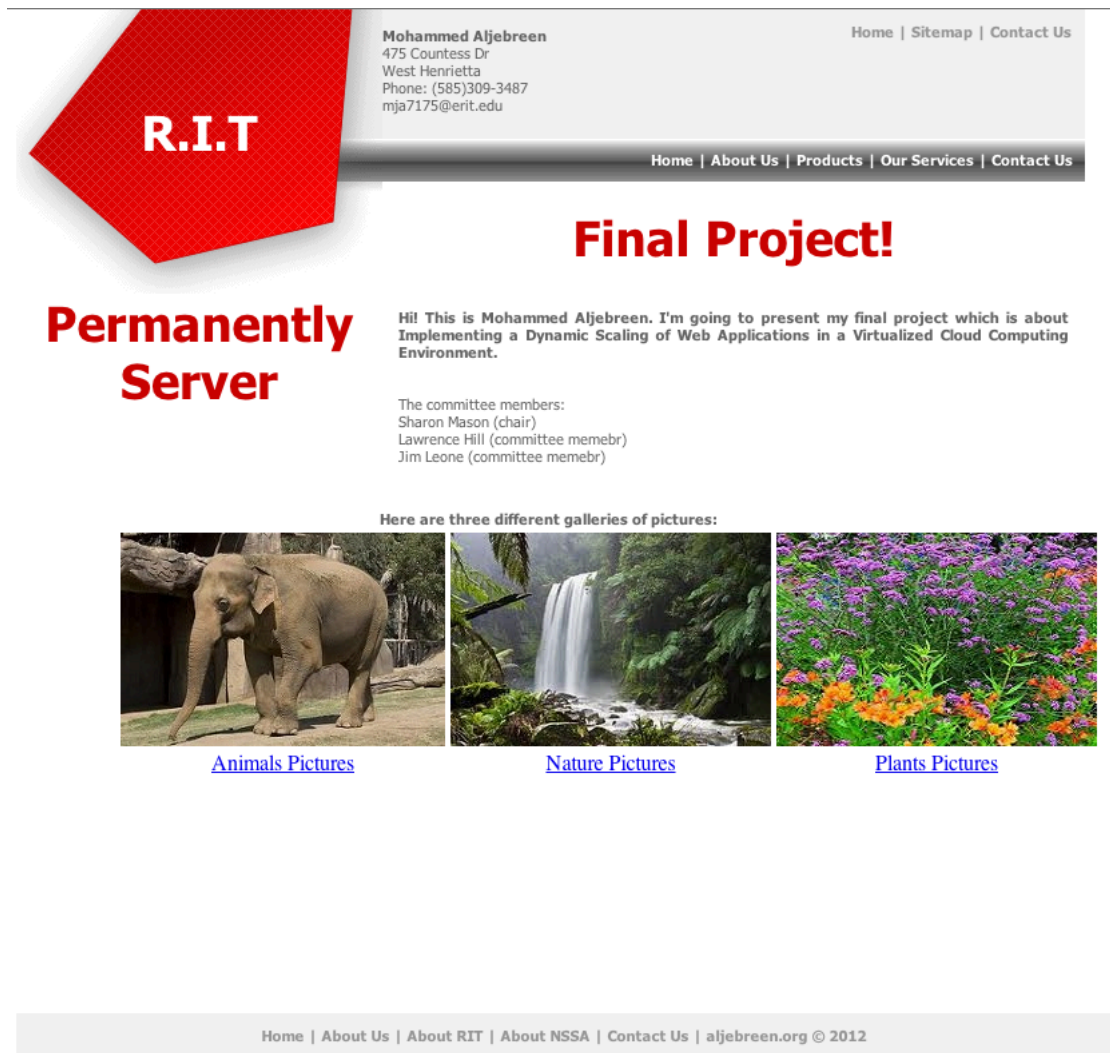 Mohammed Aljebreen
475 Countess Dr
West Henrietta
Phone: (585)309-3487
mja7175@erit.edu
Home | Sitemap | Contact Us
R.I.T
Home | About Us | Products | Our Services | Contact Us
Final Project!
Permanently
Server
Hi! This is Mohammed Aljebreen. I'm going to present my final project which is about
Implementing a Dynamic Scaling of Web Applications in a Virtualized Cloud Computing
Environment.
The committee members:
Sharon Mason (chair)
Lawrence Hill (committee memebr)
Jim Leone (committee memebr)
Here are three different galleries of pictures:
Animals Pictures
Nature Pictures
Plants Pictures
Home | About Us | About RIT | About NSSA | Contact Us | aljebreen.org © 2012